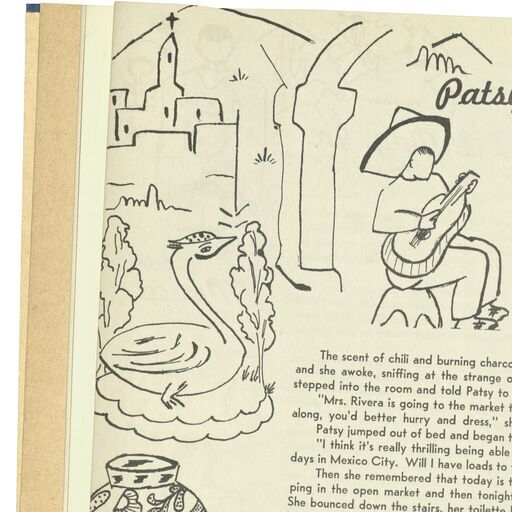 Patsy
The scent of chili and burning charco
and she awoke, sniffing at the strange o
stepped into the room and told Patsy to
"Mrs. Rivera is going to the market t
along, you'd better hurry and dress," sh
Patsy jumped out of bed and began t
"I think it's really thrilling being able
days in Mexico City. Will I have loads to
Then she remembered that today is t
ping in the open market and then tonight
She bounced down the stairs, her toilette